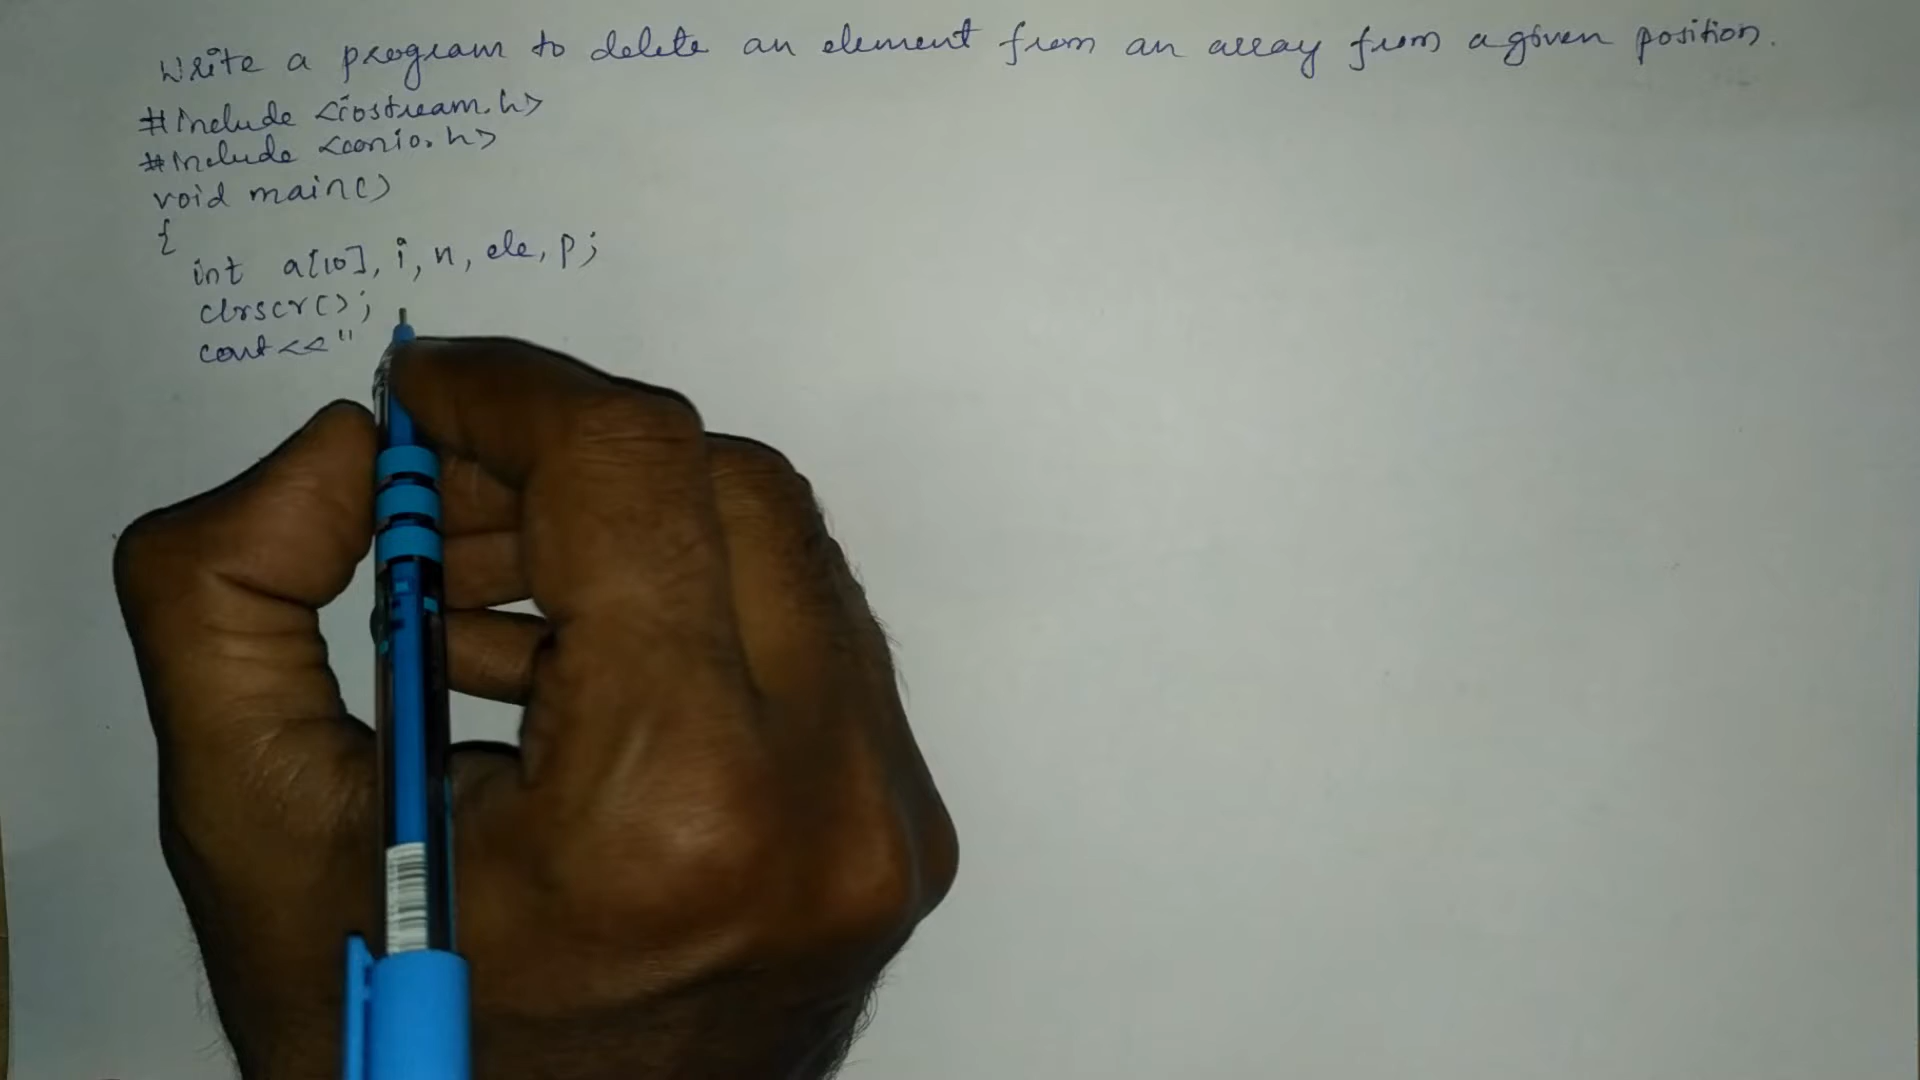 Write a program to delete an element from an array from a given position.
#include <iostream.h>
#include <conio.h>
void main()
{
int a[10], i, n, ele, p;
clrscr();
cout<<"